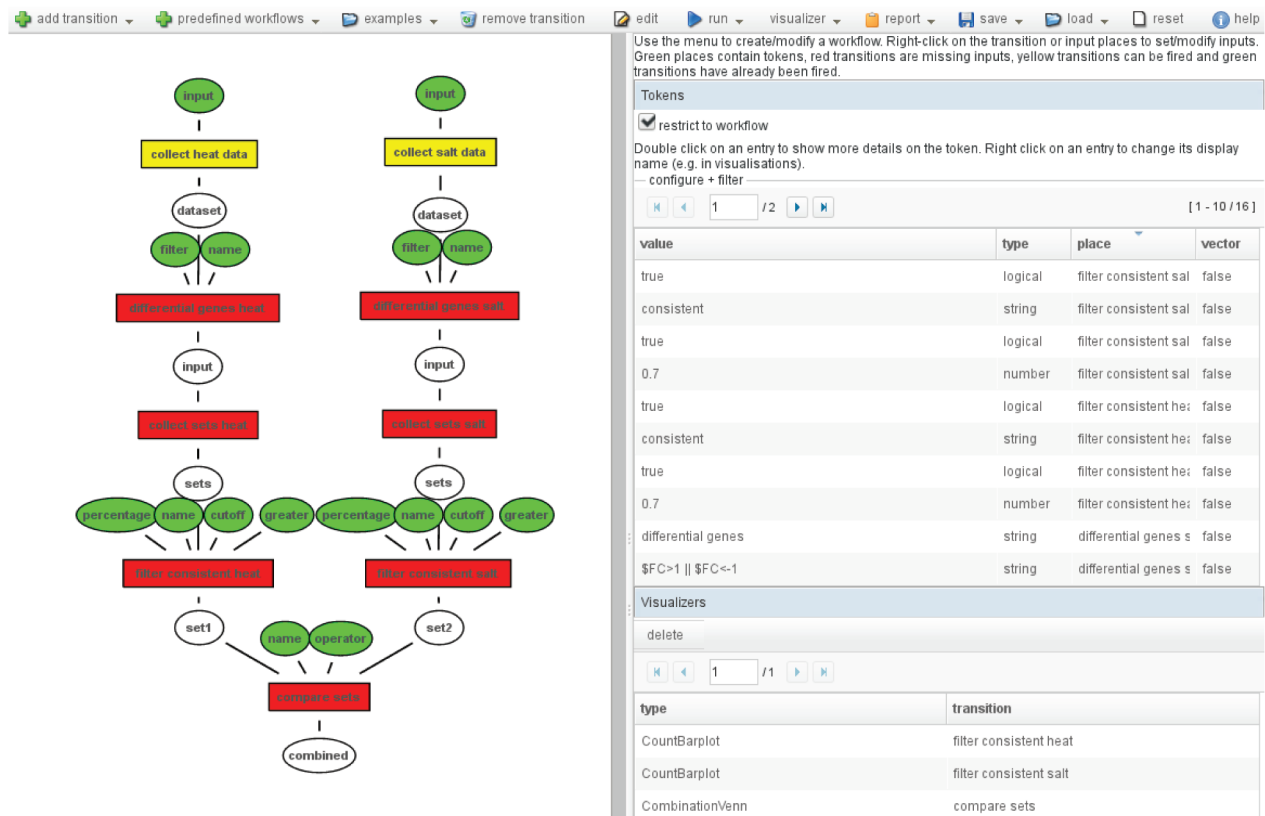 add transition predefined workflows examples remove transition edit run visualizer report save load reset help
Use the menu to create/modify a workflow. Right-click on the transition or input places to set/modify inputs.
Green places contain tokens, red transitions are missing inputs, yellow transitions can be fired and green
transitions have already been fired.
input input
collect heat data collect salt data
dataset dataset
filter name filter name
differential genes heat differential genes salt
input input
collect sets heat collect sets salt
sets sets
percentage name cutoff greater percentage name cutoff greater
filter consistent heat filter consistent salt
set1 name operator set2
compare sets
combined
Tokens
restrict to workflow
Double click on an entry to show more details on the token. Right click on an entry to change its display
name (e.g. in visualisations).
configure + filter
1 / 2 [ 1 - 10 / 16 ]
value type place vector
true logical filter consistent sal false
consistent string filter consistent sal false
true logical filter consistent sal false
0.7 number filter consistent sal false
true logical filter consistent hea false
consistent string filter consistent hea false
true logical filter consistent hea false
0.7 number filter consistent hea false
differential genes string differential genes s false
$FC>1 || $FC<-1 string differential genes s false
Visualizers
delete
1 / 1
type transition
CountBarplot filter consistent heat
CountBarplot filter consistent salt
CombinationVenn compare sets